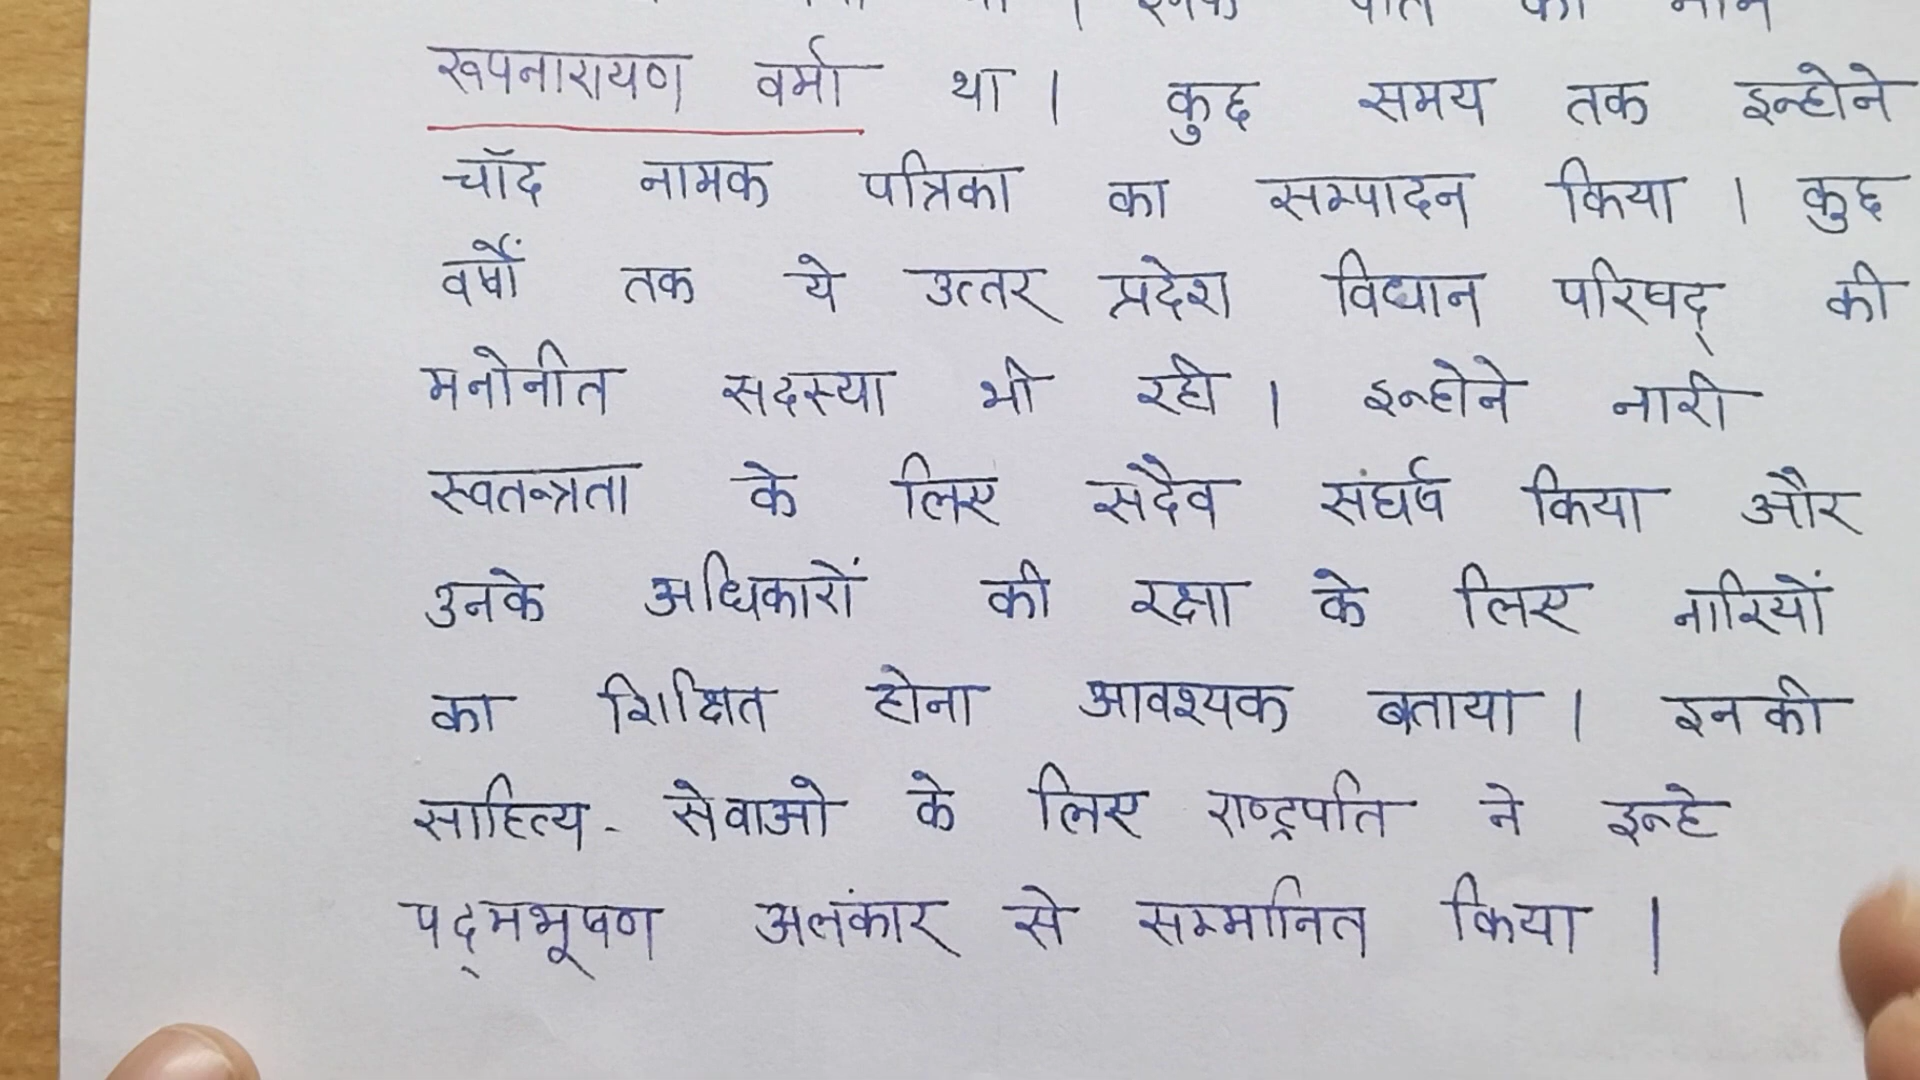 । इनके पति का नाम
रूपनारायण वर्मा था । कुछ समय तक इन्होने
चॉद नामक पत्रिका का सम्पादन किया । कुछ
वर्षों तक ये उत्तर प्रदेश विधान परिषद् की
मनोनीत सदस्या भी रही । इन्होने नारी
स्वतन्त्रता के लिए सदैव संघर्ष किया और
उनके अधिकारों की रक्षा के लिए नारियों
का शिक्षित होना आवश्यक बताया । इनकी
साहित्य - सेवाओ के लिए राष्ट्रपति ने इन्हे
पद्मभूषण अलंकार से सम्मानित किया ।